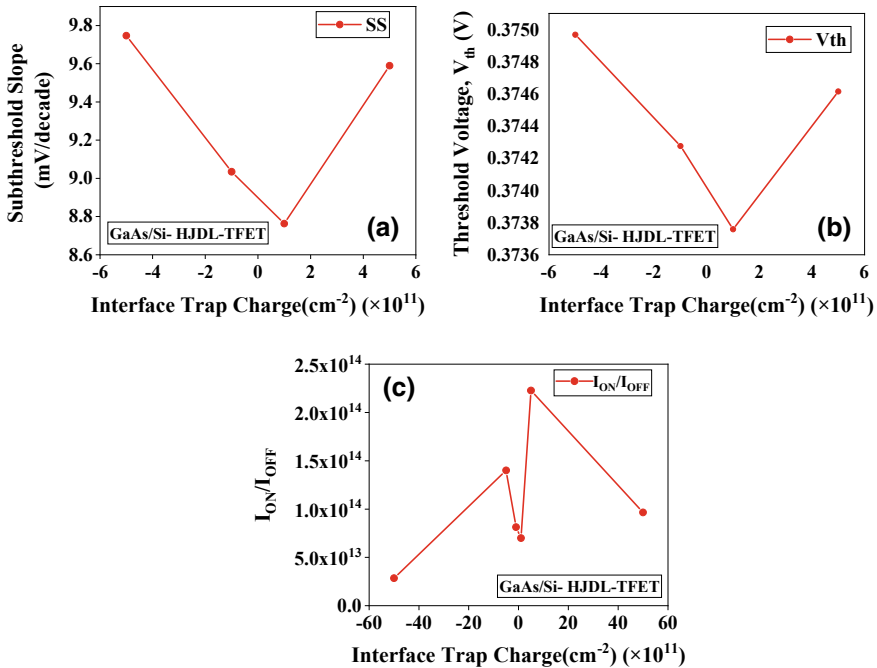 9.8
9.6
9.4
9.2
9.0
8.8
8.6
-6
-4
-2
0
2
4
6
Subthreshold Slope
(mV/decade)
SS
GaAs/Si- HJDL-TFET
(a)
Interface Trap Charge(cm⁻²) (×10¹¹)
0.3750
0.3748
0.3746
0.3744
0.3742
0.3740
0.3738
0.3736
-6
-4
-2
0
2
4
6
Threshold Voltage, Vₜₕ (V)
Vth
GaAs/Si- HJDL-TFET
(b)
Interface Trap Charge(cm⁻²) (×10¹¹)
2.5x10¹⁴
2.0x10¹⁴
1.5x10¹⁴
1.0x10¹⁴
5.0x10¹³
0.0
-60
-40
-20
0
20
40
60
I_ON/I_OFF
(c)
I_ON/I_OFF
GaAs/Si- HJDL-TFET
Interface Trap Charge(cm⁻²) (×10¹¹)